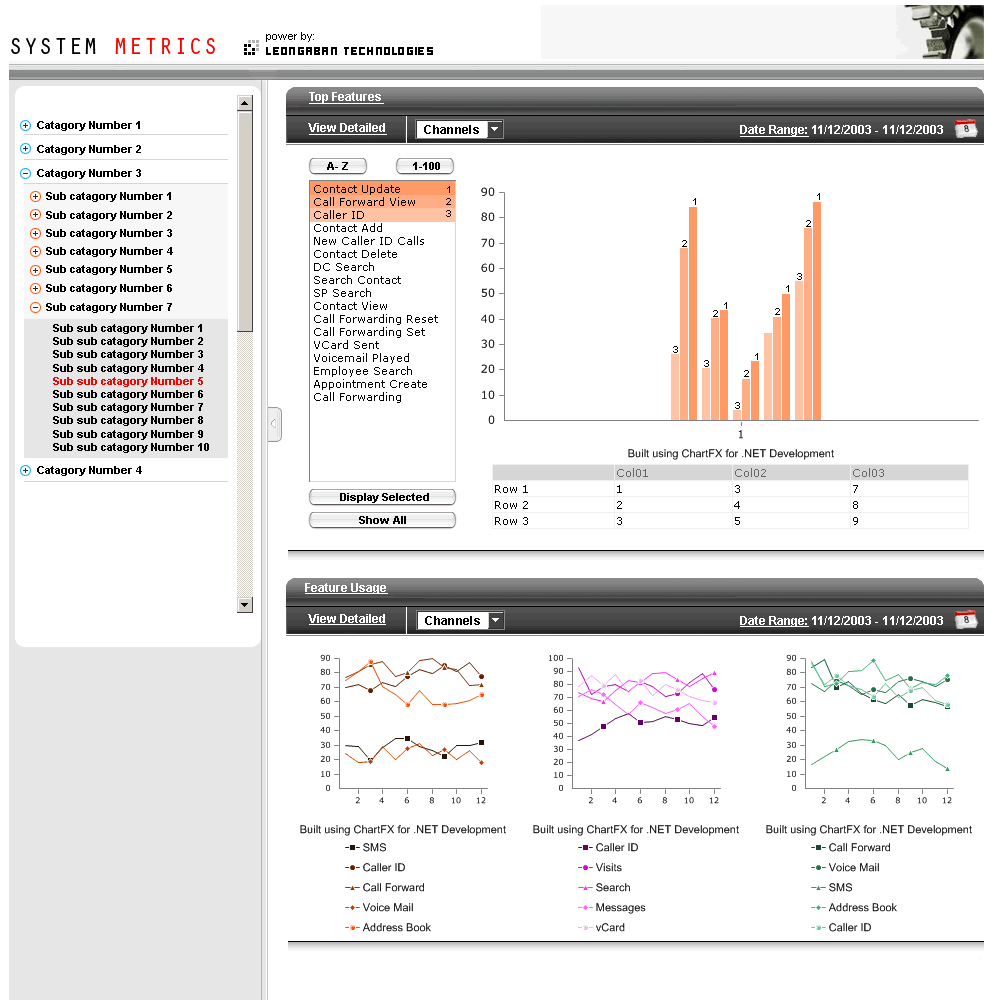 SYSTEM METRICS
power by:
LEONGABAN TECHNOLOGIES
Catagory Number 1
Catagory Number 2
Catagory Number 3
Sub catagory Number 1
Sub catagory Number 2
Sub catagory Number 3
Sub catagory Number 4
Sub catagory Number 5
Sub catagory Number 6
Sub catagory Number 7
Sub sub catagory Number 1
Sub sub catagory Number 2
Sub sub catagory Number 3
Sub sub catagory Number 4
Sub sub catagory Number 5
Sub sub catagory Number 6
Sub sub catagory Number 7
Sub sub catagory Number 8
Sub sub catagory Number 9
Sub sub catagory Number 10
Catagory Number 4
Top Features
View Detailed Channels Date Range: 11/12/2003 - 11/12/2003 8
A- Z 1-100
Contact Update 1
Call Forward View 2
Caller ID 3
Contact Add
New Caller ID Calls
Contact Delete
DC Search
Search Contact
SP Search
Contact View
Call Forwarding Reset
Call Forwarding Set
VCard Sent
Voicemail Played
Employee Search
Appointment Create
Call Forwarding
Display Selected
Show All
90
80
70
60
50
40
30
20
10
0
3 2 1 3 2 1 3 2 1 2 1 3 2 1
1
Built using ChartFX for .NET Development
Col01 Col02 Col03
Row 1 1 3 7
Row 2 2 4 8
Row 3 3 5 9
Feature Usage
View Detailed Channels Date Range: 11/12/2003 - 11/12/2003 8
90
80
70
60
50
40
30
20
10
0
2 4 6 8 10 12
Built using ChartFX for .NET Development
SMS
Caller ID
Call Forward
Voice Mail
Address Book
100
90
80
70
60
50
40
30
20
10
0
2 4 6 8 10 12
Built using ChartFX for .NET Development
Caller ID
Visits
Search
Messages
vCard
90
80
70
60
50
40
30
20
10
0
2 4 6 8 10 12
Built using ChartFX for .NET Development
Call Forward
Voice Mail
SMS
Address Book
Caller ID